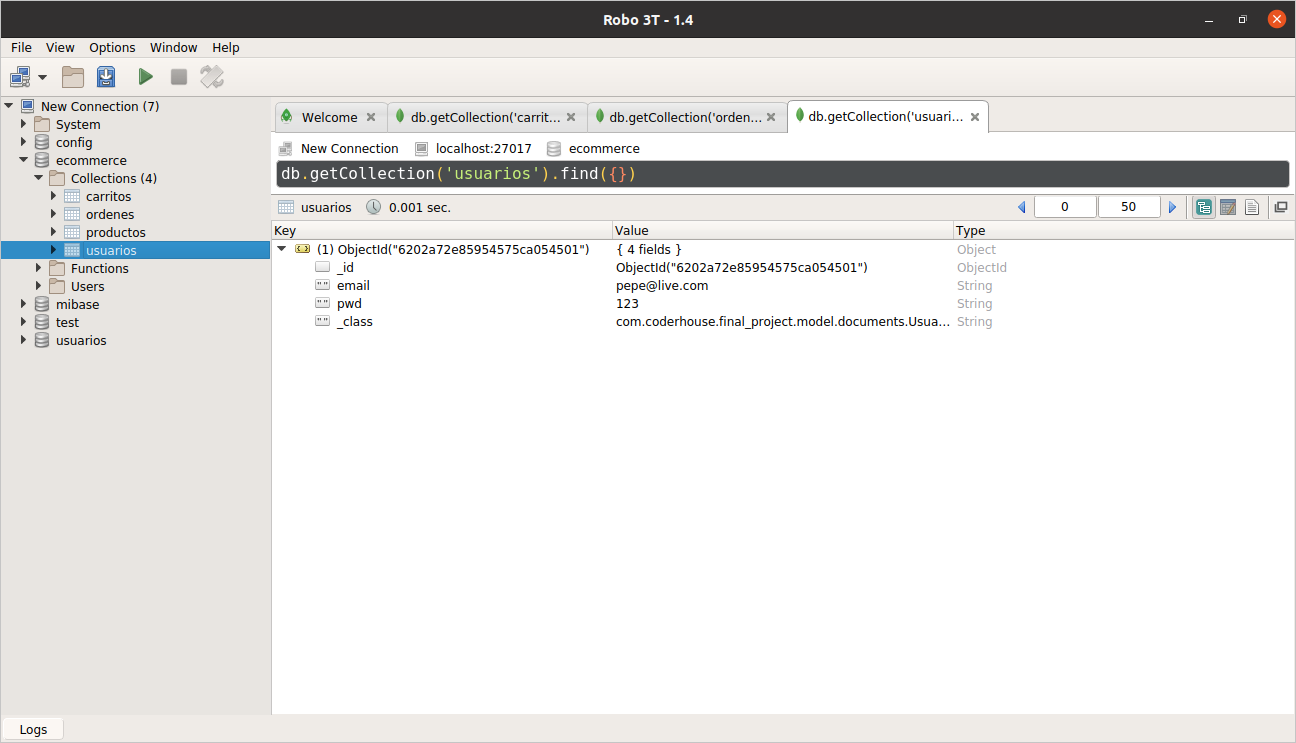 Robo 3T - 1.4
File View Options Window Help
New Connection (7)
System
config
ecommerce
Collections (4)
carritos
ordenes
productos
usuarios
Functions
Users
mibase
test
usuarios
Welcome db.getCollection('carrit... db.getCollection('orden... db.getCollection('usuari...
New Connection localhost:27017 ecommerce
db.getCollection('usuarios').find({})
usuarios 0.001 sec. 0 50
Key Value Type
(1) ObjectId("6202a72e85954575ca054501") { 4 fields } Object
_id ObjectId("6202a72e85954575ca054501") ObjectId
email pepe@live.com String
pwd 123 String
_class com.coderhouse.final_project.model.documents.Usua... String
Logs